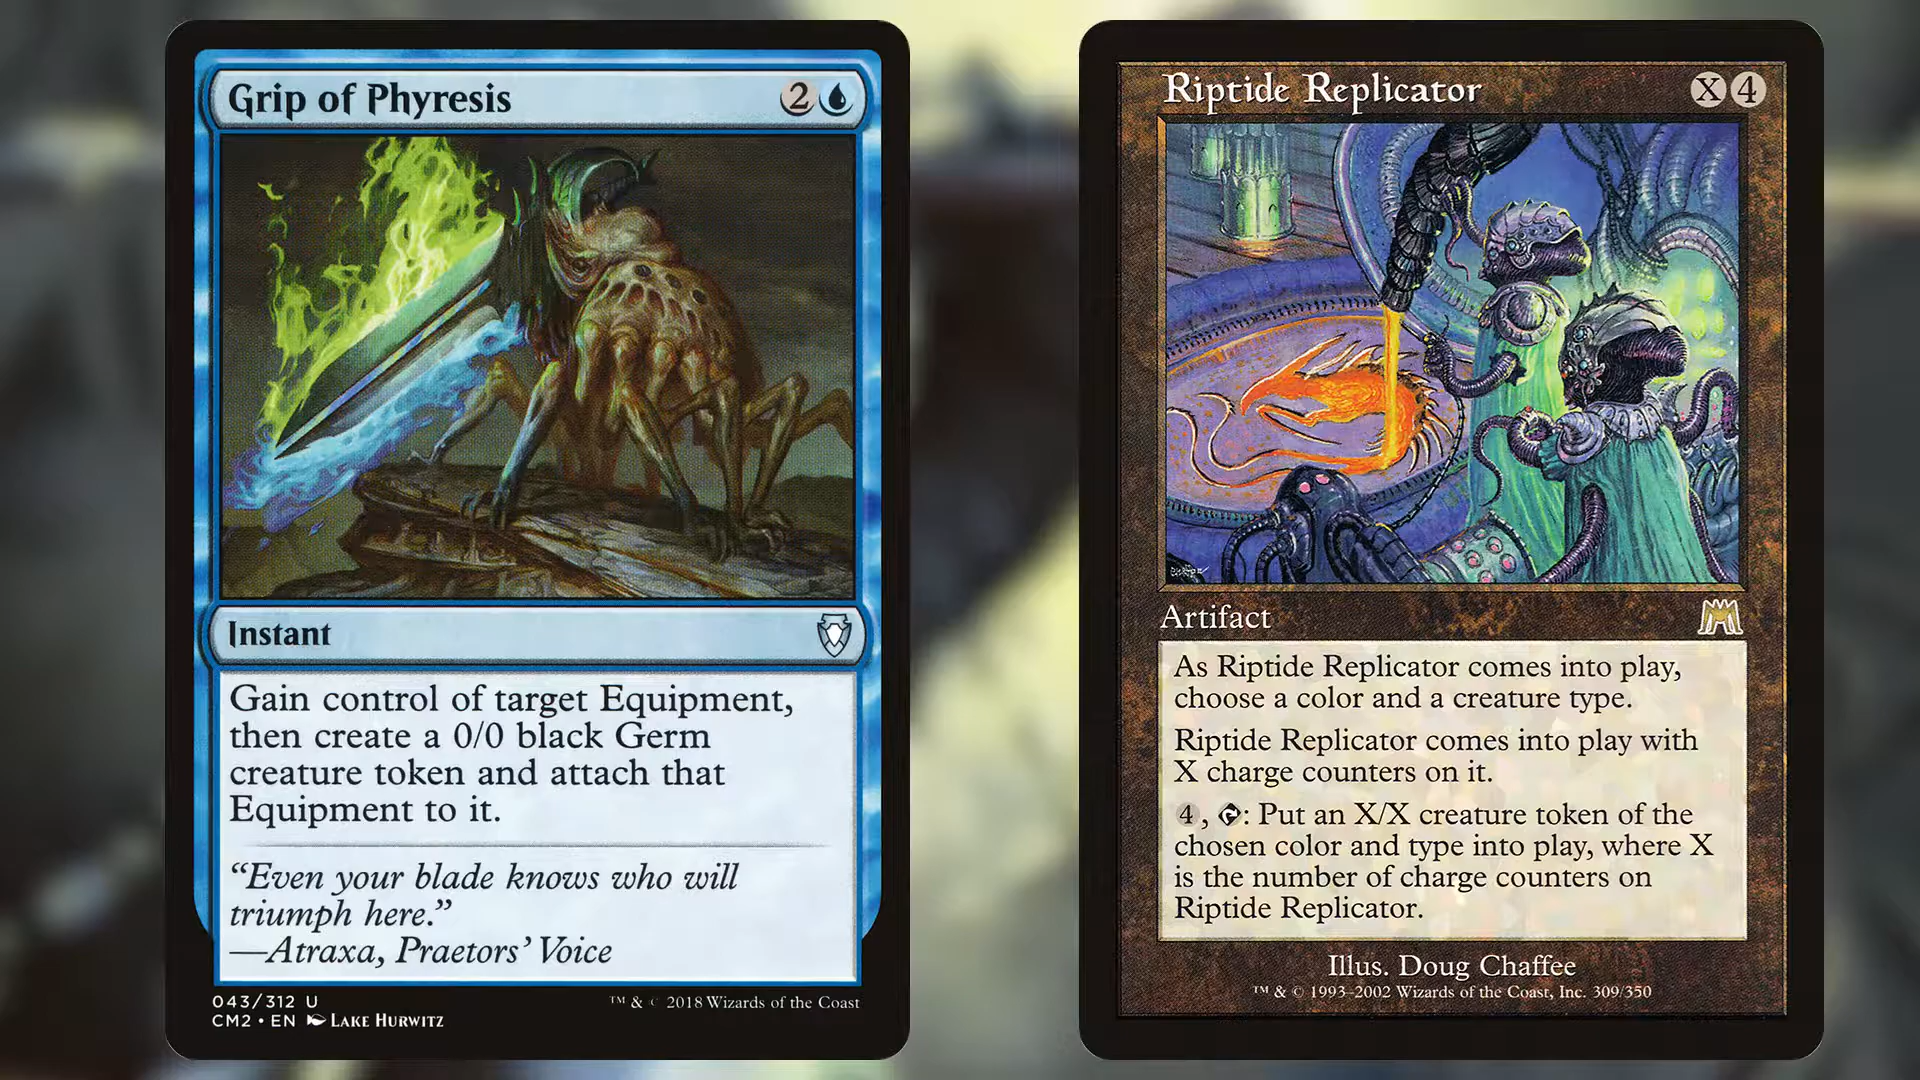 Grip of Phyresis
2
Instant
Gain control of target Equipment,
then create a 0/0 black Germ
creature token and attach that
Equipment to it.
“Even your blade knows who will
triumph here.”
—Atraxa, Praetors’ Voice
043/312 U
CM2 • EN Lake Hurwitz
™ & © 2018 Wizards of the Coast
Riptide Replicator
X 4
Artifact
As Riptide Replicator comes into play,
choose a color and a creature type.
Riptide Replicator comes into play with
X charge counters on it.
4, : Put an X/X creature token of the
chosen color and type into play, where X
is the number of charge counters on
Riptide Replicator.
Illus. Doug Chaffee
™ & © 1993–2002 Wizards of the Coast, Inc. 309/350